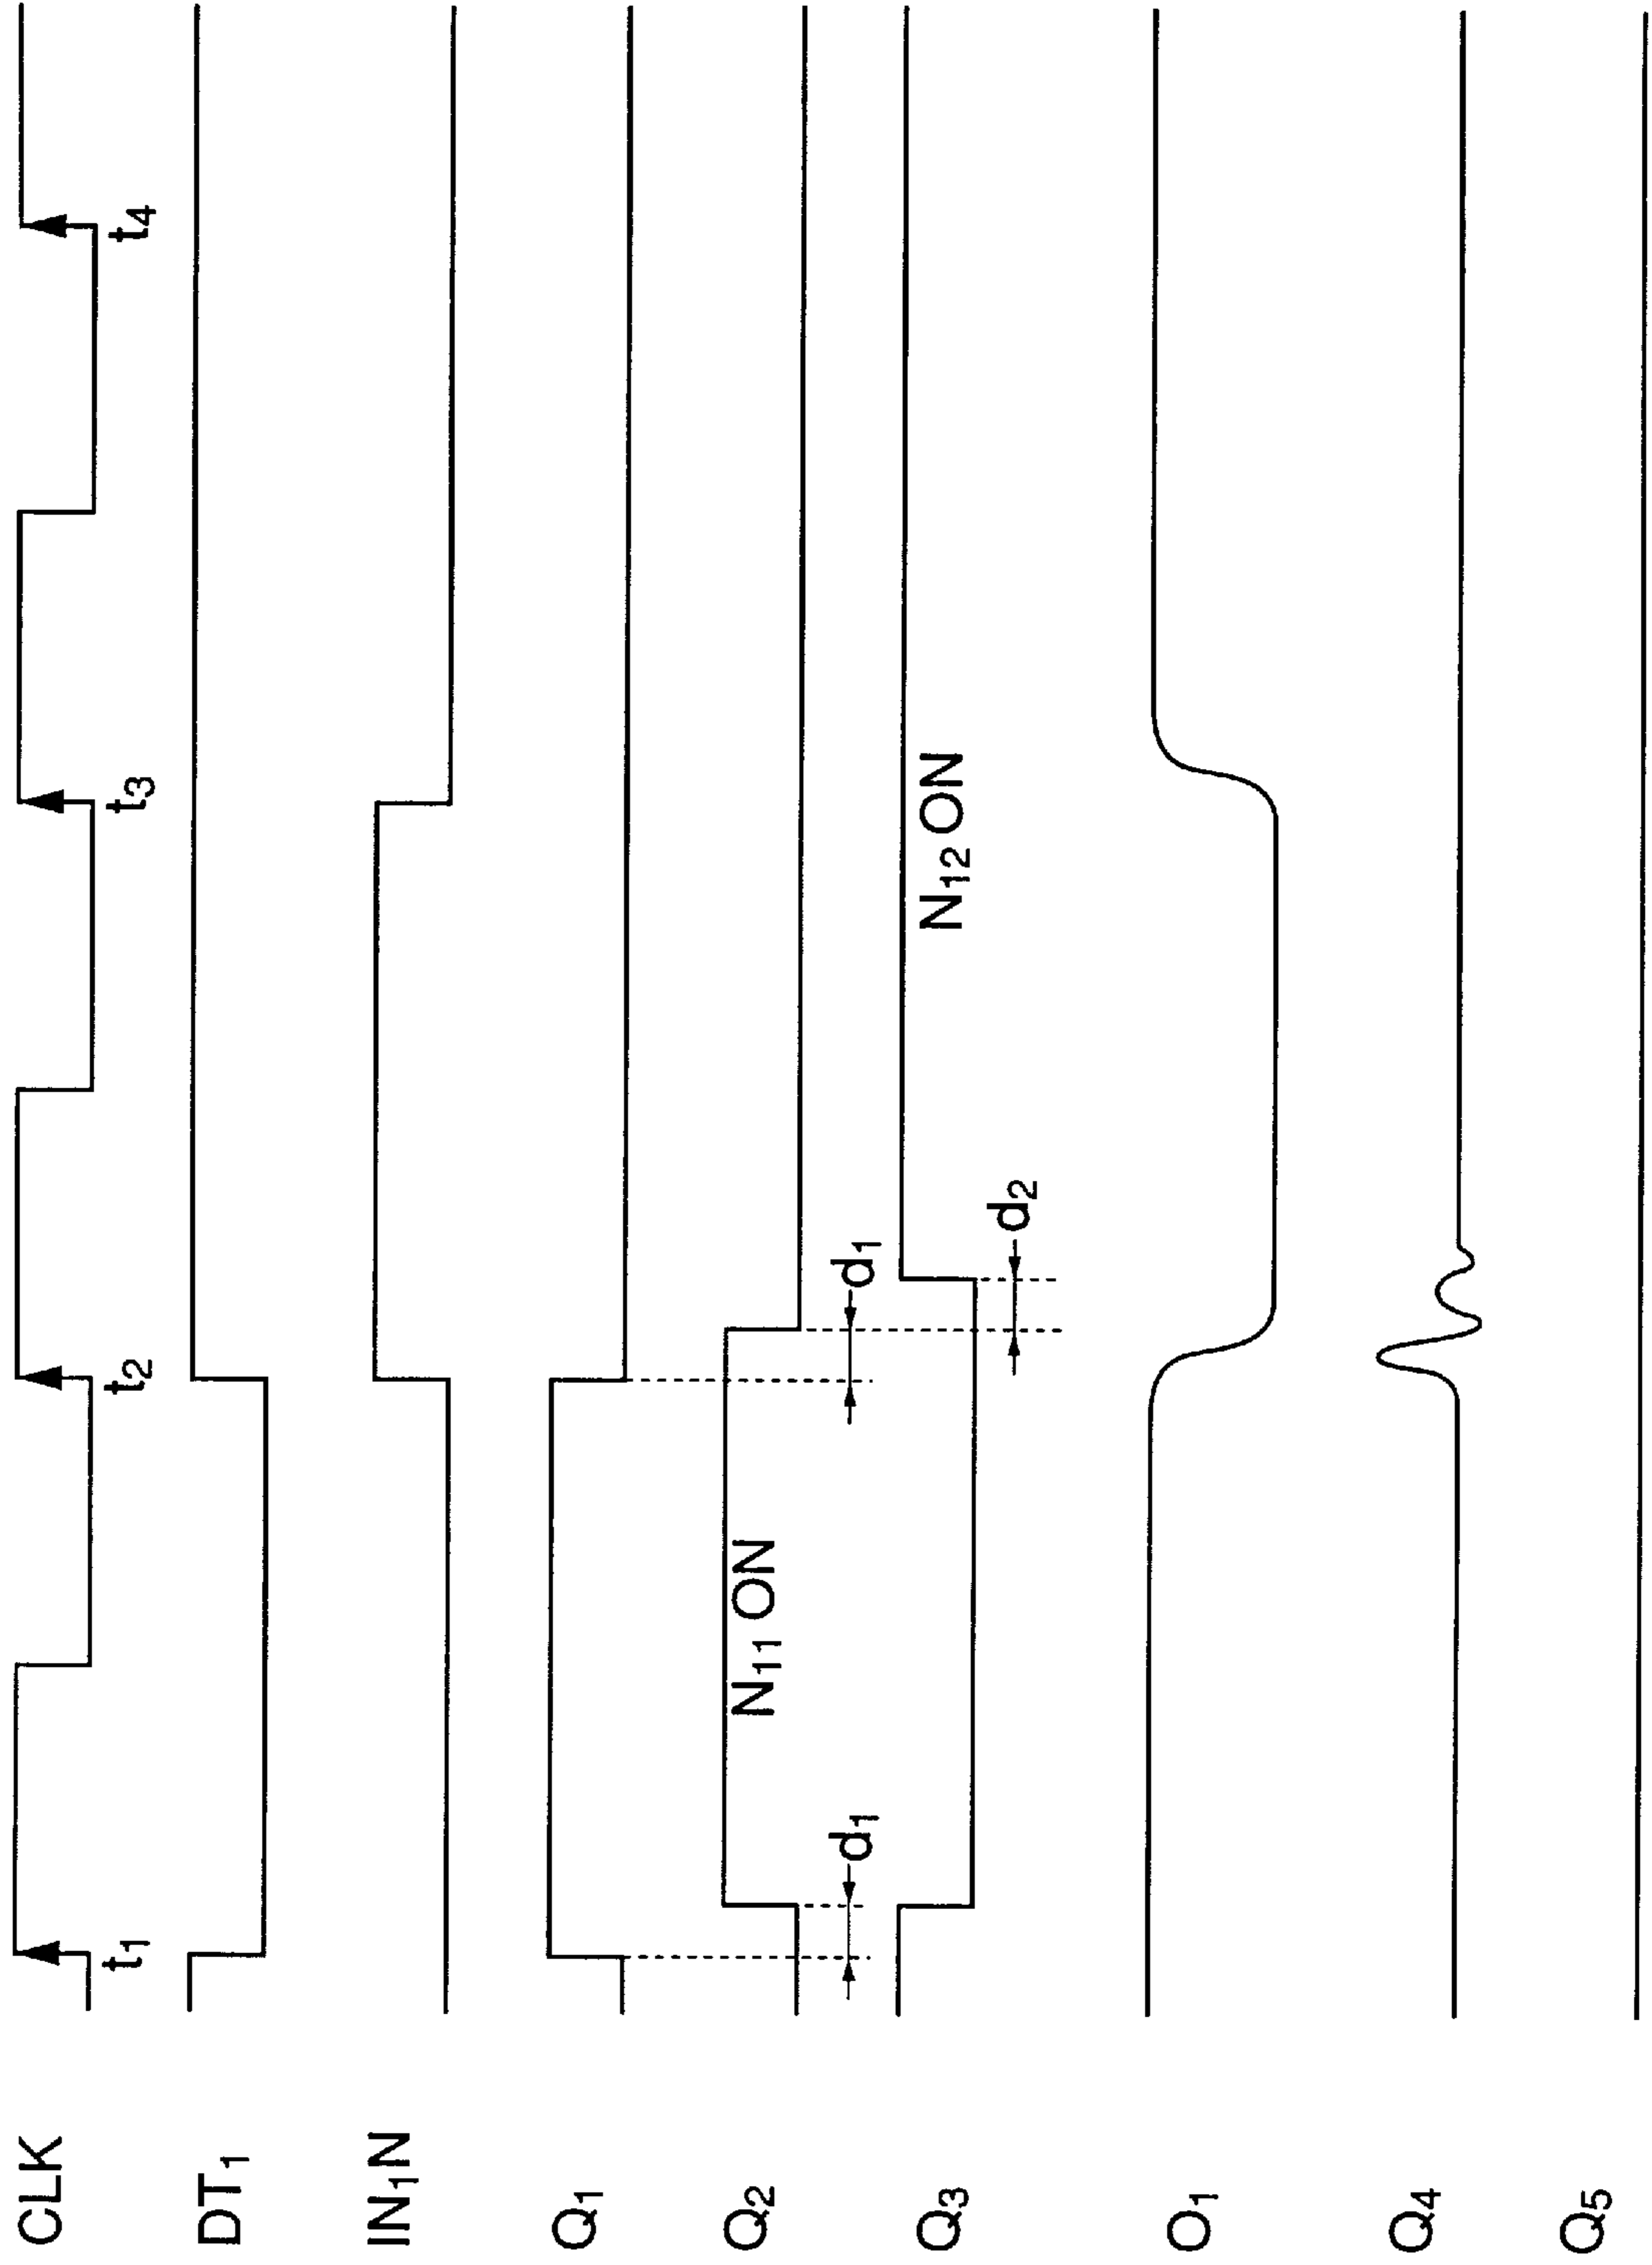 CLK
t1
t2
t3
t4
DT1
IN1N
Q1
Q2
N11 ON
d1
d1
Q3
N12 ON
d2
O1
Q4
Q5